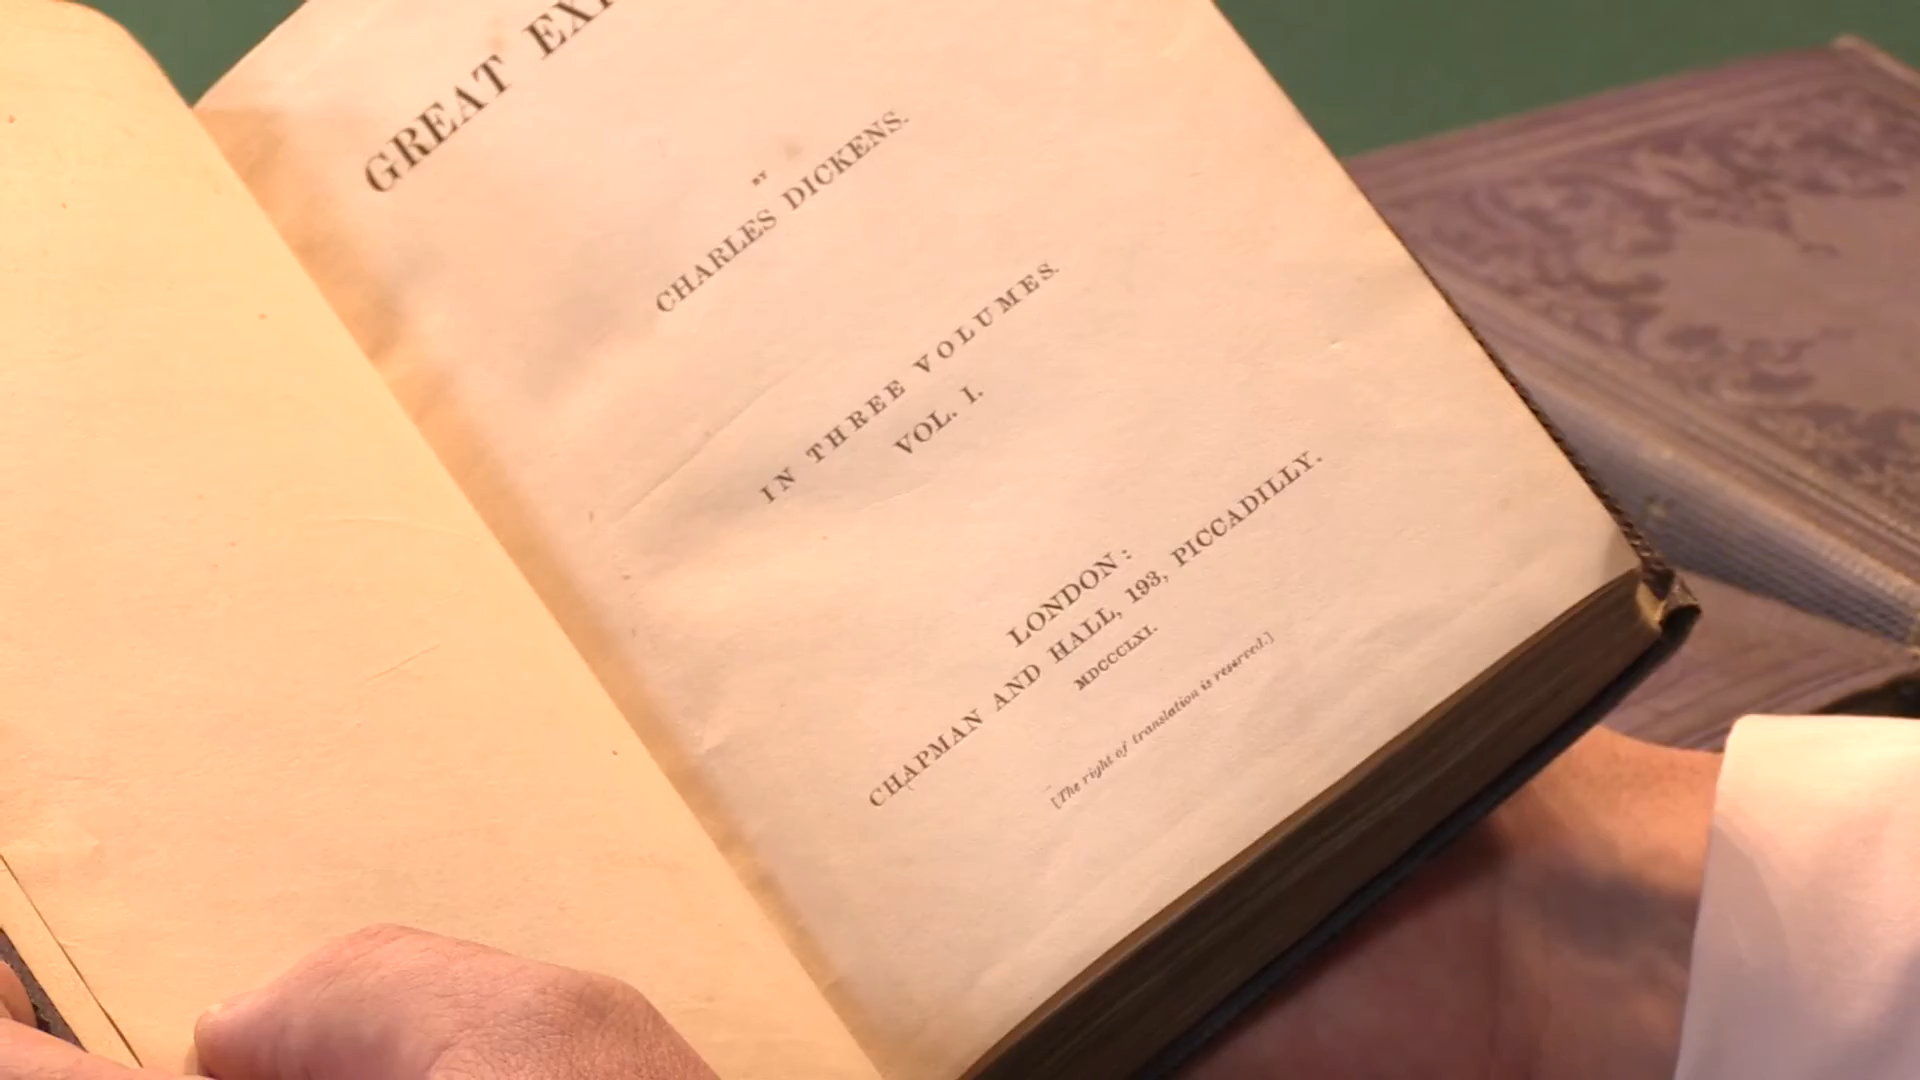 GREAT EXP
BY
CHARLES DICKENS.
IN THREE VOLUMES.
VOL. I.
LONDON:
CHAPMAN AND HALL, 193, PICCADILLY.
MDCCCLXI.
[The right of translation is reserved.]